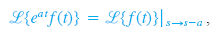 ℒ{e^{at}f(t)} = ℒ{f(t)}|_{s→s−a} ,